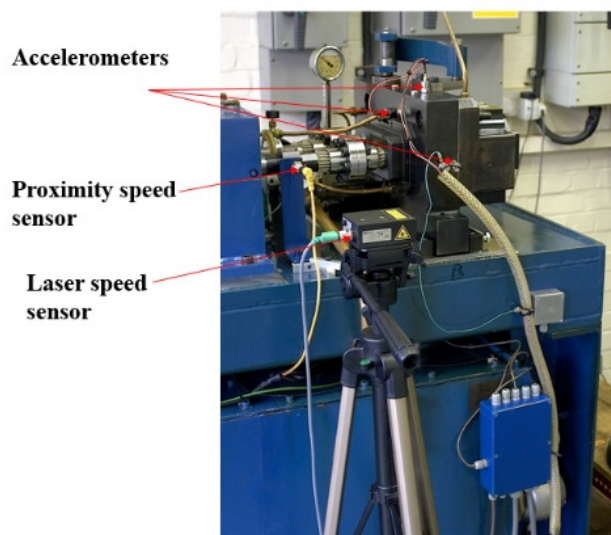 Accelerometers
Proximity speed
sensor
Laser speed
sensor